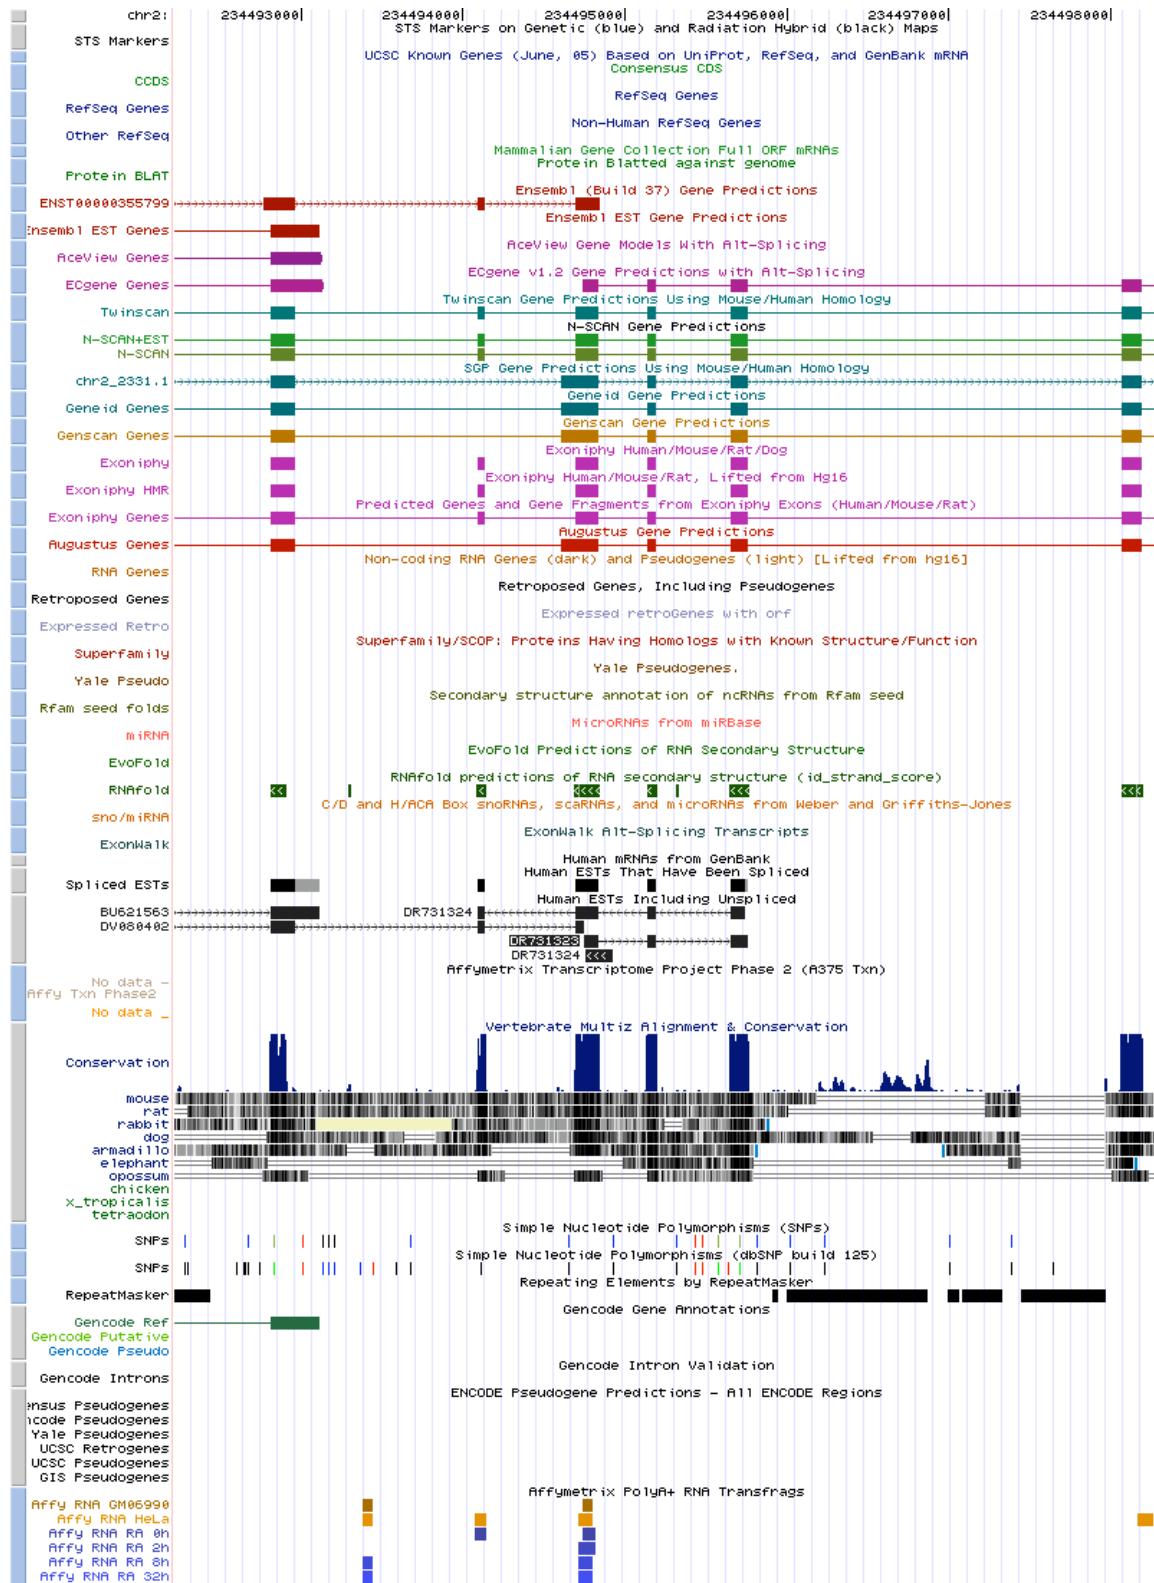 chr2: 234493000| 234494000| 234495000| 234496000| 234497000| 234498000|
STS Markers on Genetic (blue) and Radiation Hybrid (black) Maps
STS Markers
UCSC Known Genes (June, 05) Based on UniProt, RefSeq, and GenBank mRNA
Consensus CDS
CCDS
RefSeq Genes
RefSeq Genes
Non-Human RefSeq Genes
Other RefSeq
Mammalian Gene Collection Full ORF mRNAs
Protein Blatted against genome
Protein BLAT
Ensembl (Build 37) Gene Predictions
ENST00000355799
Ensembl EST Gene Predictions
Ensembl EST Genes
AceView Gene Models With Alt-Splicing
AceView Genes
ECgene v1.2 Gene Predictions with Alt-Splicing
ECgene Genes
Twinscan Gene Predictions Using Mouse/Human Homology
Twinscan
N-SCAN Gene Predictions
N-SCAN+EST
N-SCAN
SGP Gene Predictions Using Mouse/Human Homology
chr2_2331.1
Geneid Gene Predictions
Geneid Genes
Genscan Gene Predictions
Genscan Genes
Exoniphy Human/Mouse/Rat/Dog
Exoniphy
Exoniphy Human/Mouse/Rat, Lifted from Hg16
Exoniphy HMR
Predicted Genes and Gene Fragments from Exoniphy Exons (Human/Mouse/Rat)
Exoniphy Genes
Augustus Gene Predictions
Augustus Genes
Non-coding RNA Genes (dark) and Pseudogenes (light) [Lifted from hg16]
RNA Genes
Retroposed Genes, Including Pseudogenes
Retroposed Genes
Expressed retroGenes with orf
Expressed Retro
Superfamily/SCOP: Proteins Having Homologs with Known Structure/Function
Superfamily
Yale Pseudogenes.
Yale Pseudo
Secondary structure annotation of ncRNAs from Rfam seed
Rfam seed folds
MicroRNAs from miRBase
miRNA
EvoFold Predictions of RNA Secondary Structure
EvoFold
RNAfold predictions of RNA secondary structure (id_strand_score)
RNAfold
C/D and H/ACA Box snoRNAs, scaRNAs, and microRNAs from Weber and Griffiths-Jones
sno/miRNA
ExonWalk Alt-Splicing Transcripts
ExonWalk
Human mRNAs from GenBank
Human ESTs That Have Been Spliced
Spliced ESTs
Human ESTs Including Unspliced
BU621563 DR731324
DV080402
DR731323
DR731324
Affymetrix Transcriptome Project Phase 2 (A375 Txn)
No data -
Affy Txn Phase2
No data _
Vertebrate Multiz Alignment & Conservation
Conservation
mouse
rat
rabbit
dog
armadillo
elephant
opossum
chicken
x_tropicalis
tetraodon
Simple Nucleotide Polymorphisms (SNPs)
SNPs
Simple Nucleotide Polymorphisms (dbSNP build 125)
SNPs
Repeating Elements by RepeatMasker
RepeatMasker
Gencode Gene Annotations
Gencode Ref
Gencode Putative
Gencode Pseudo
Gencode Intron Validation
Gencode Introns
ENCODE Pseudogene Predictions - All ENCODE Regions
ensus Pseudogenes
ncode Pseudogenes
Yale Pseudogenes
UCSC Retrogenes
UCSC Pseudogenes
GIS Pseudogenes
Affymetrix PolyA+ RNA Transfrags
Affy RNA GM06990
Affy RNA HeLa
Affy RNA RA 0h
Affy RNA RA 2h
Affy RNA RA 8h
Affy RNA RA 32h